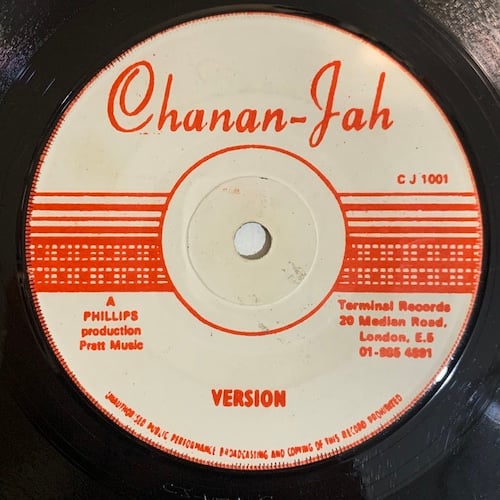 Chanan-Jah
C J 1001
A
PHILLIPS
production
Pratt Music
Terminal Records
29 Median Road,
London, E.5
01-985 4891
VERSION
UNAUTHORISED PUBLIC PERFORMANCE BROADCASTING AND COPYING OF THIS RECORD PROHIBITED